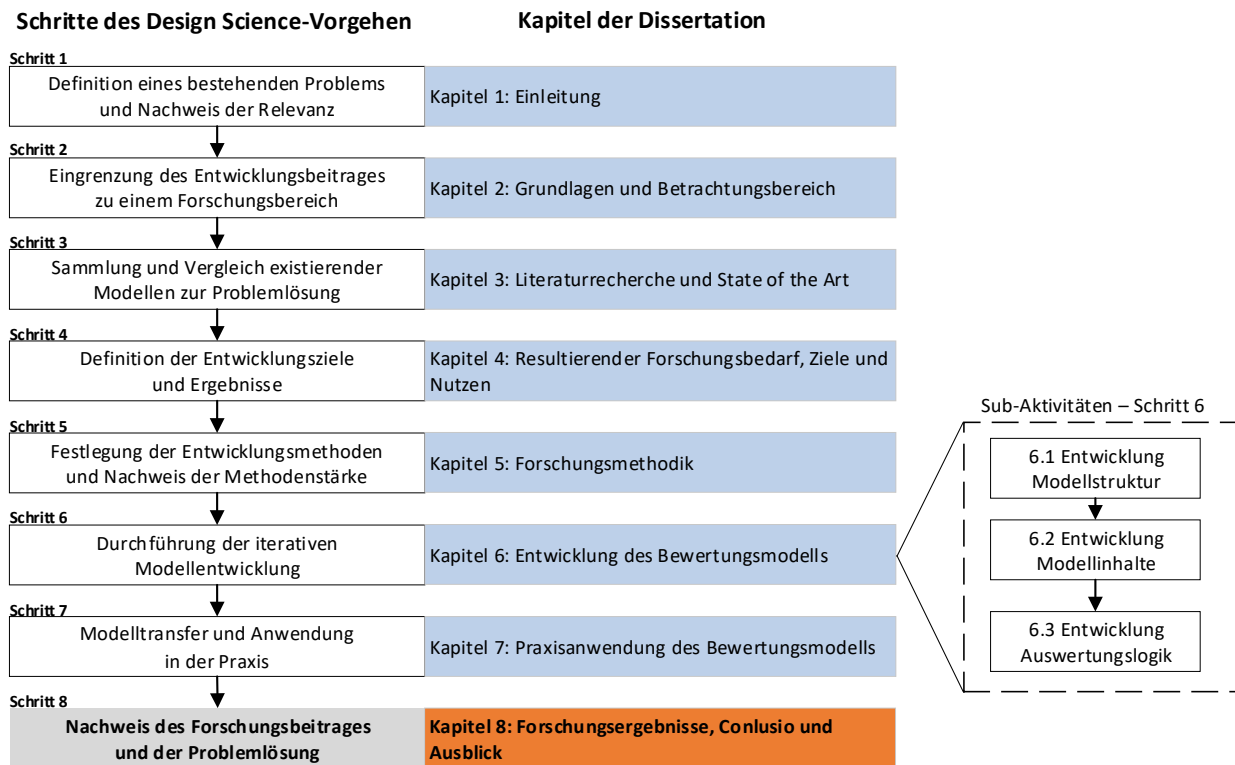 Schritte des Design Science-Vorgehen
Kapitel der Dissertation
Schritt 1
Definition eines bestehenden Problems
und Nachweis der Relevanz
Kapitel 1: Einleitung
Schritt 2
Eingrenzung des Entwicklungsbeitrages
zu einem Forschungsbereich
Kapitel 2: Grundlagen und Betrachtungsbereich
Schritt 3
Sammlung und Vergleich existierender
Modellen zur Problemlösung
Kapitel 3: Literaturrecherche und State of the Art
Schritt 4
Definition der Entwicklungsziele
und Ergebnisse
Kapitel 4: Resultierender Forschungsbedarf, Ziele und
Nutzen
Schritt 5
Festlegung der Entwicklungsmethoden
und Nachweis der Methodenstärke
Kapitel 5: Forschungsmethodik
Schritt 6
Durchführung der iterativen
Modellentwicklung
Kapitel 6: Entwicklung des Bewertungsmodells
Schritt 7
Modelltransfer und Anwendung
in der Praxis
Kapitel 7: Praxisanwendung des Bewertungsmodells
Schritt 8
Nachweis des Forschungsbeitrages
und der Problemlösung
Kapitel 8: Forschungsergebnisse, Conlusio und
Ausblick
Sub-Aktivitäten – Schritt 6
6.1 Entwicklung
Modellstruktur
6.2 Entwicklung
Modellinhalte
6.3 Entwicklung
Auswertungslogik